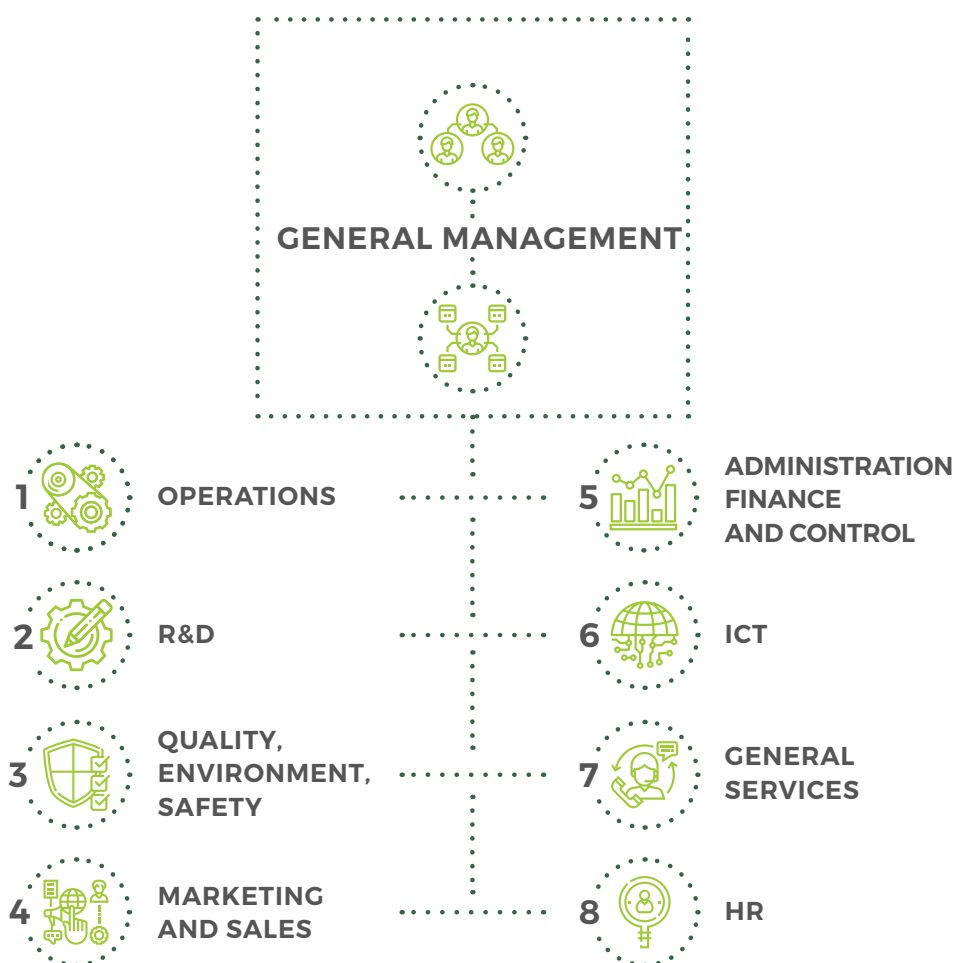 GENERAL MANAGEMENT
1
OPERATIONS
2
R&D
3
QUALITY,
ENVIRONMENT,
SAFETY
4
MARKETING
AND SALES
5
ADMINISTRATION
FINANCE
AND CONTROL
6
ICT
7
GENERAL
SERVICES
8
HR